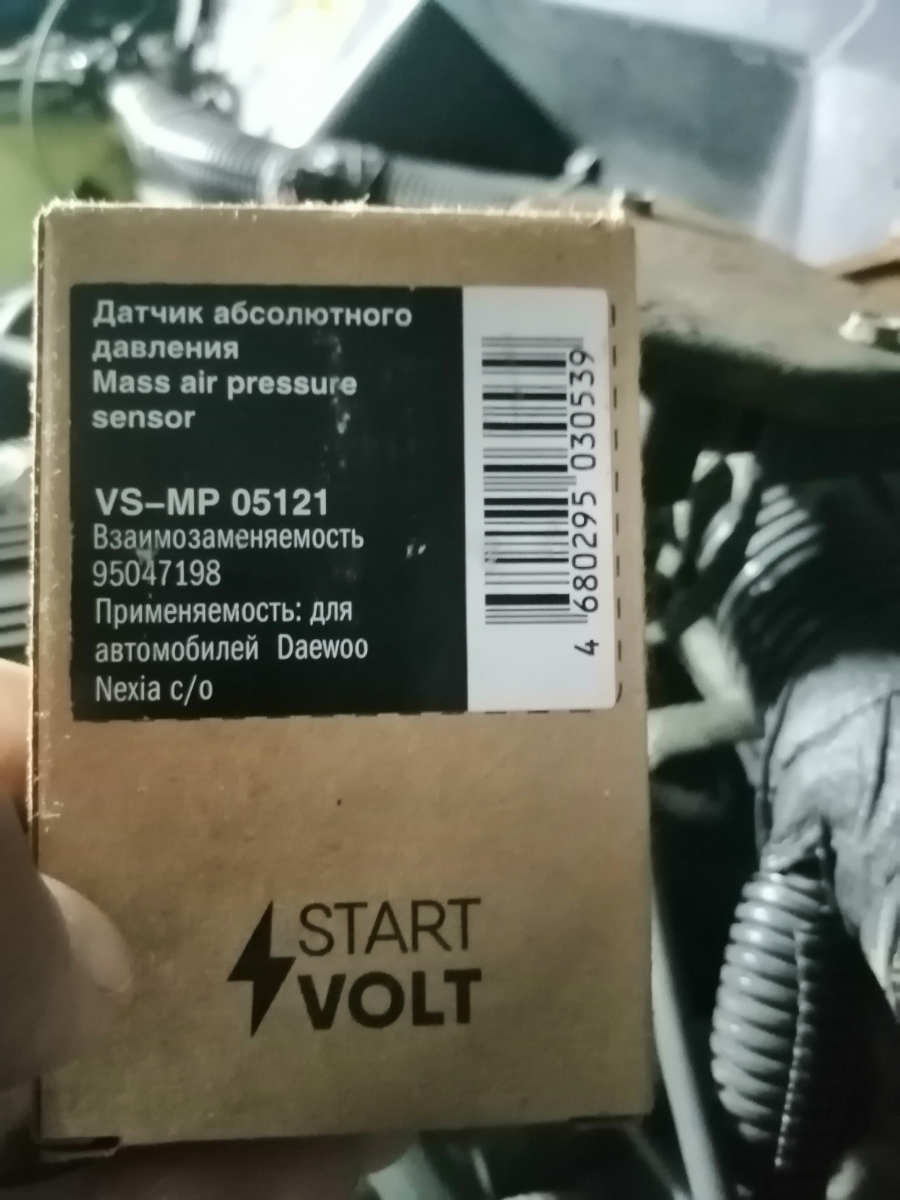 Датчик абсолютного
давления
Mass air pressure
sensor
VS–MP 05121
Взаимозаменяемость
95047198
Применяемость: для
автомобилей Daewoo
Nexia с/о
4 680295 030539
START
VOLT